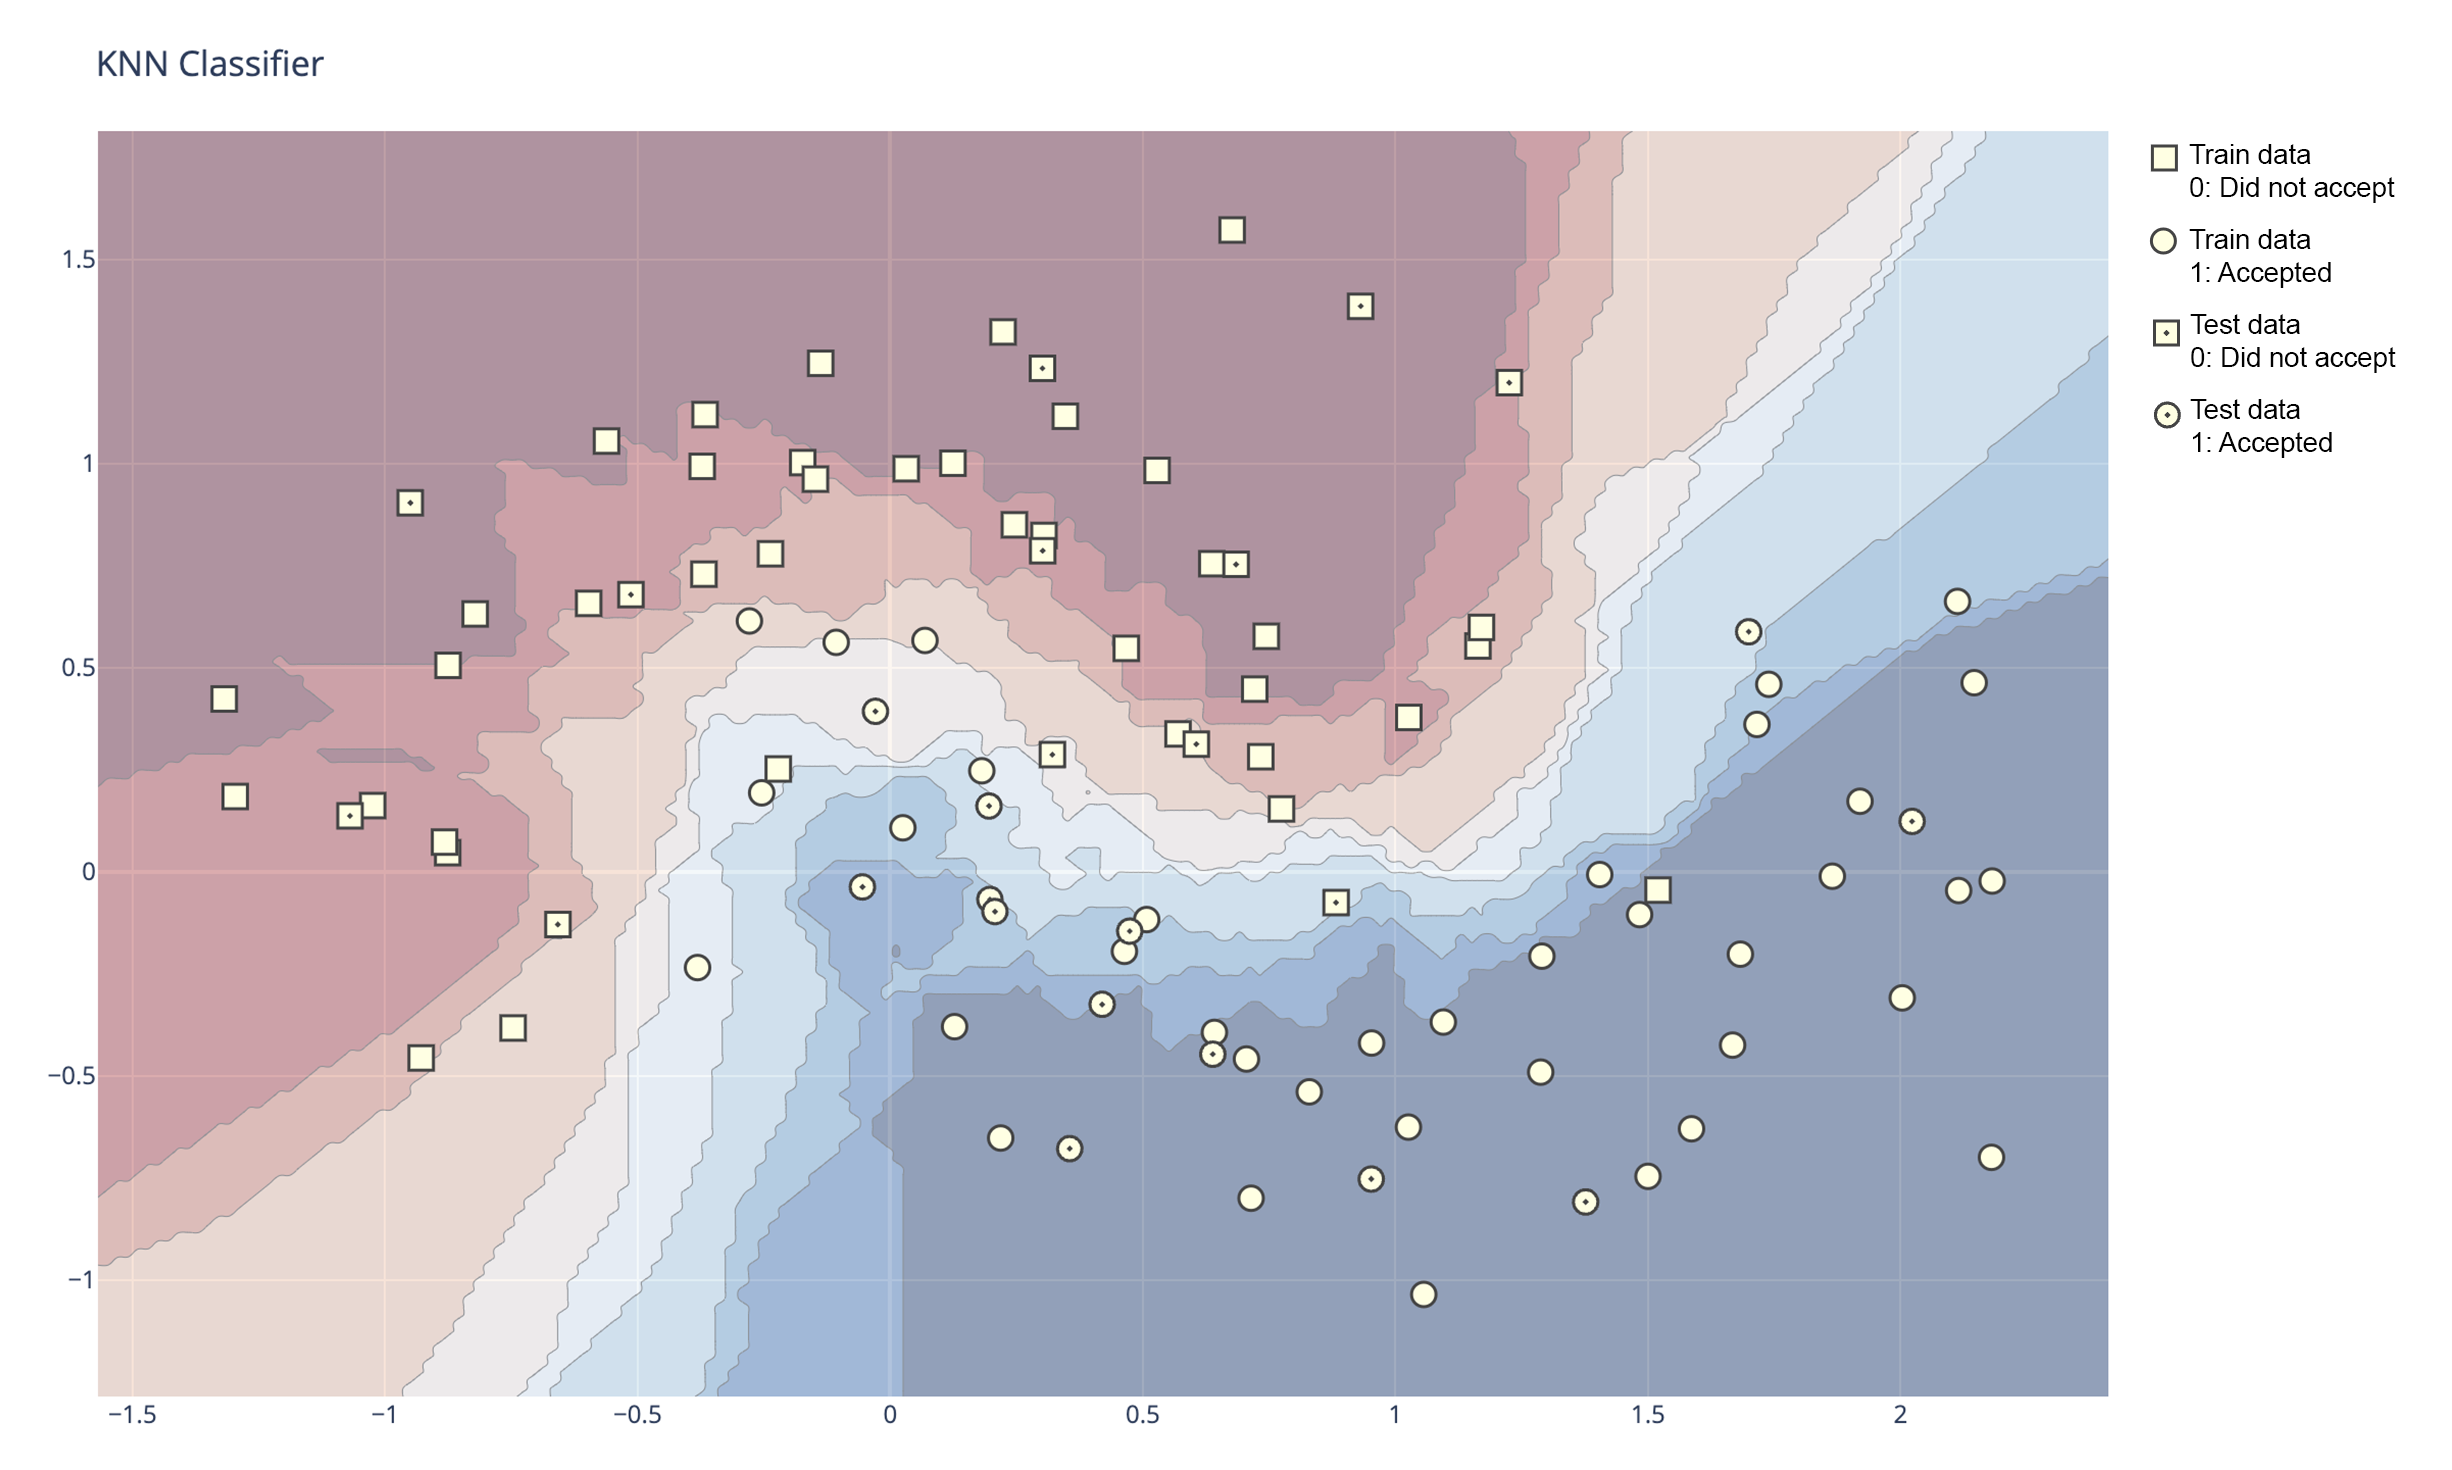 KNN Classifier
Train data
0: Did not accept
Train data
1: Accepted
Test data
0: Did not accept
Test data
1: Accepted
1.5
1
0.5
0
−0.5
−1
−1.5 −1 −0.5 0 0.5 1 1.5 2